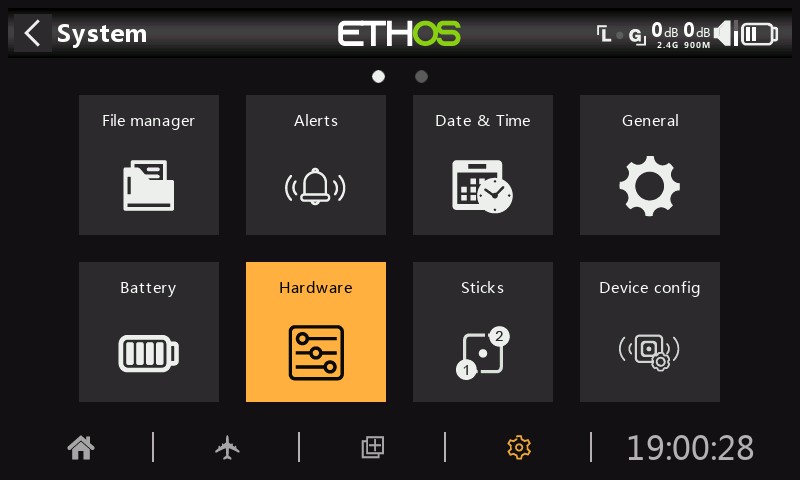 System
ETHOS
L G 0dB 0dB
2.4G 900M
File manager
Alerts
Date & Time
General
Battery
Hardware
Sticks
Device config
2
1
19:00:28